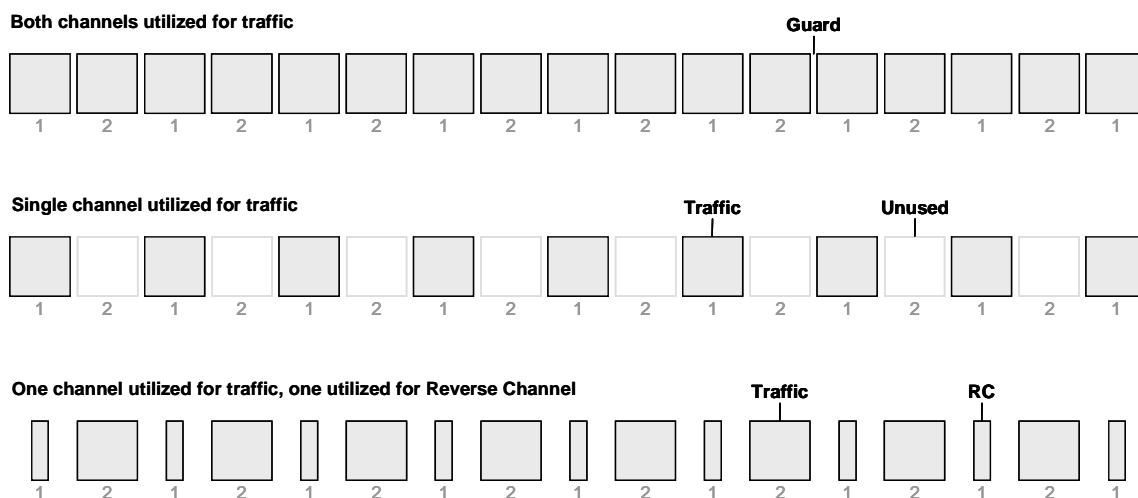 Both channels utilized for traffic
Guard
1 2 1 2 1 2 1 2 1 2 1 2 1 2 1 2 1
Single channel utilized for traffic
Traffic Unused
1 2 1 2 1 2 1 2 1 2 1 2 1 2 1 2 1
One channel utilized for traffic, one utilized for Reverse Channel
Traffic RC
1 2 1 2 1 2 1 2 1 2 1 2 1 2 1 2 1